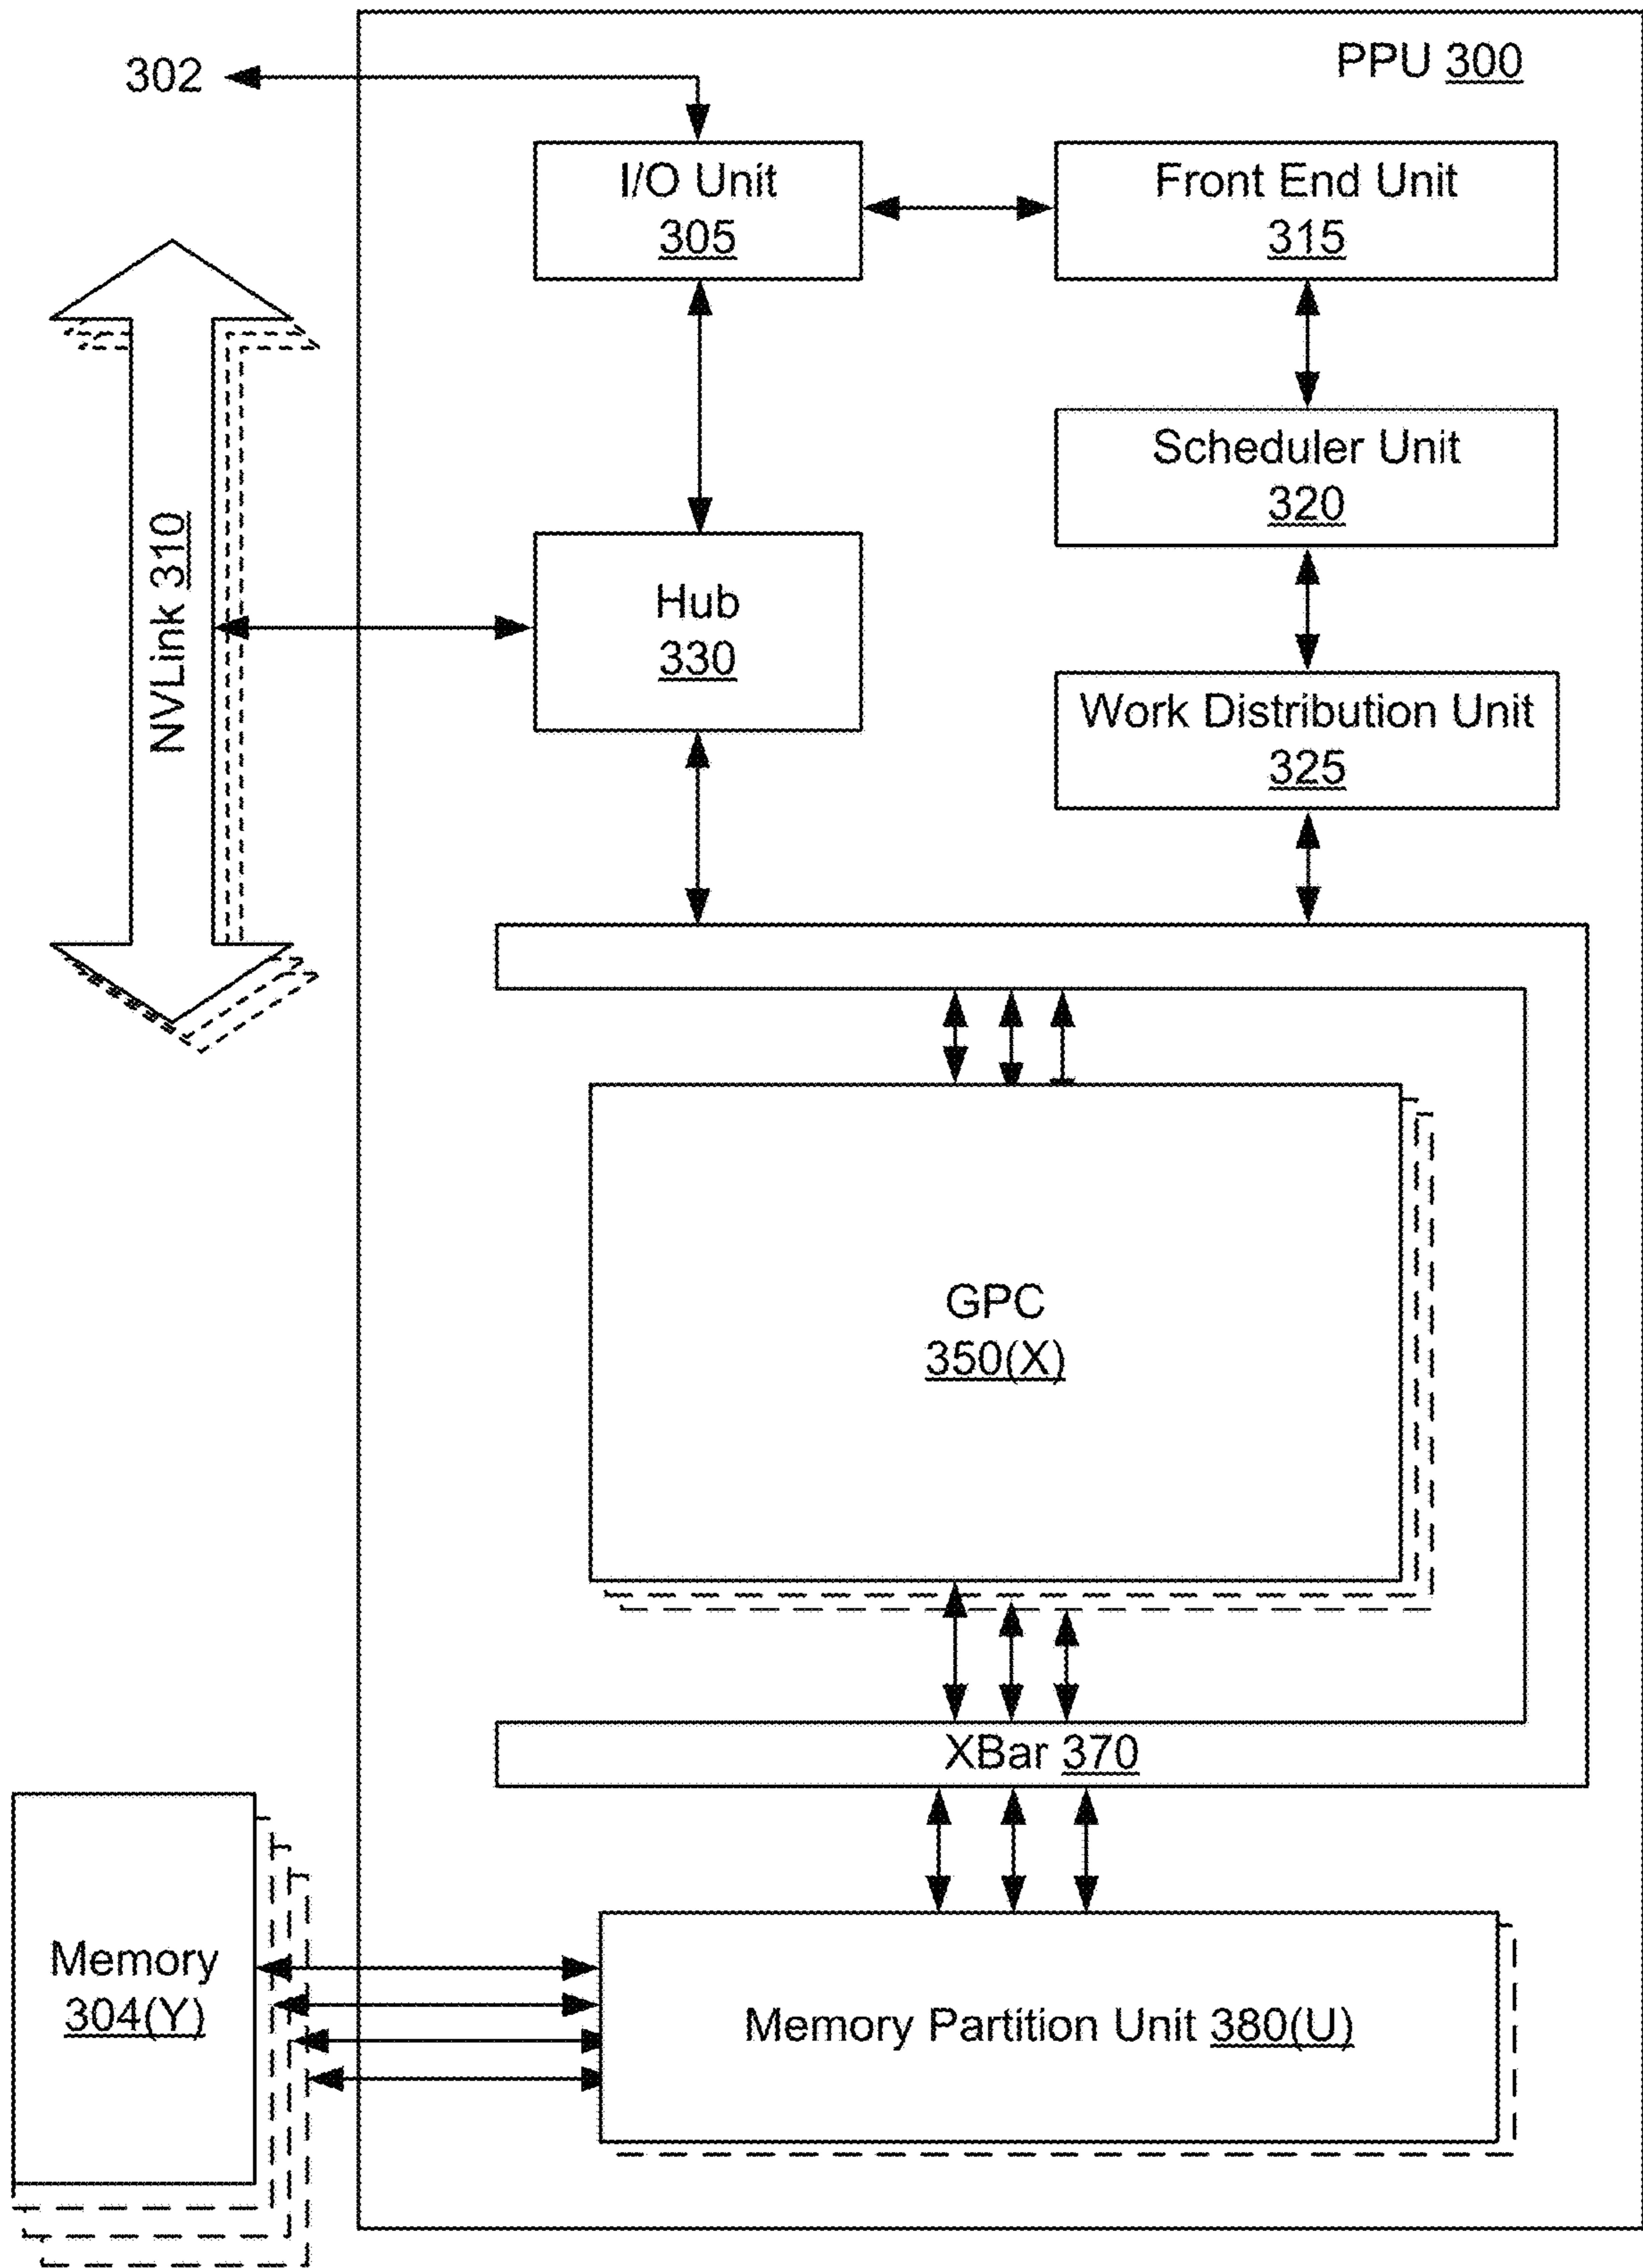 PPU 300
302
I/O Unit
305
Front End Unit
315
Scheduler Unit
320
NVLink 310
Hub
330
Work Distribution Unit
325
GPC
350(X)
XBar 370
Memory
304(Y)
Memory Partition Unit 380(U)